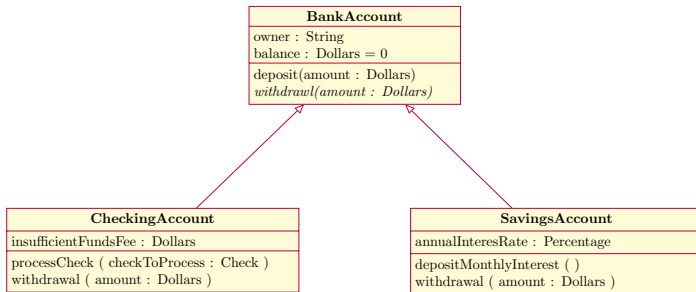 BankAccount
owner : String
balance : Dollars = 0
deposit(amount : Dollars)
withdrawl(amount : Dollars)
CheckingAccount
insufficientFundsFee : Dollars
processCheck ( checkToProcess : Check )
withdrawal ( amount : Dollars )
SavingsAccount
annualInteresRate : Percentage
depositMonthlyInterest ( )
withdrawal ( amount : Dollars )